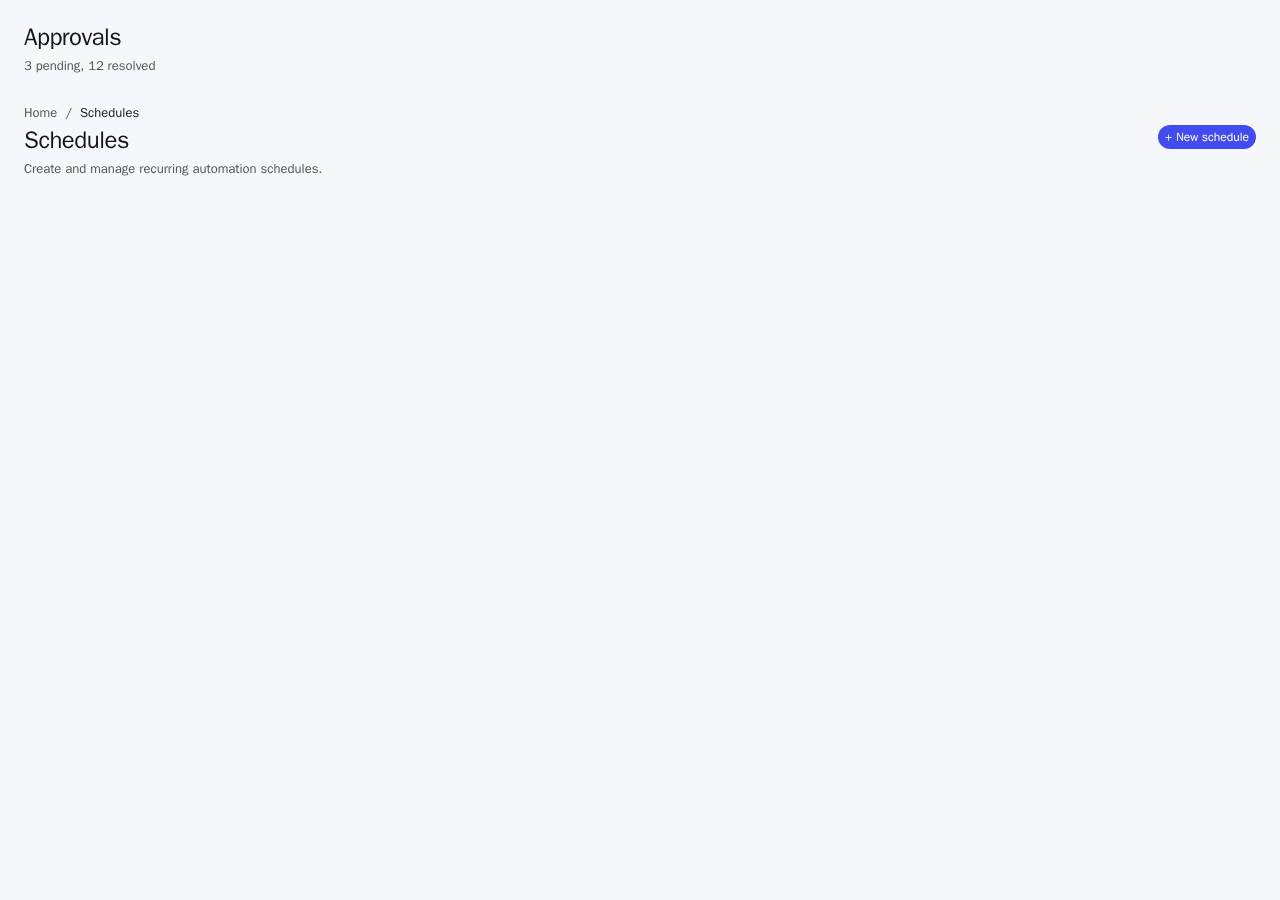 Approvals
3 pending, 12 resolved
Home / Schedules
Schedules
+ New schedule
Create and manage recurring automation schedules.